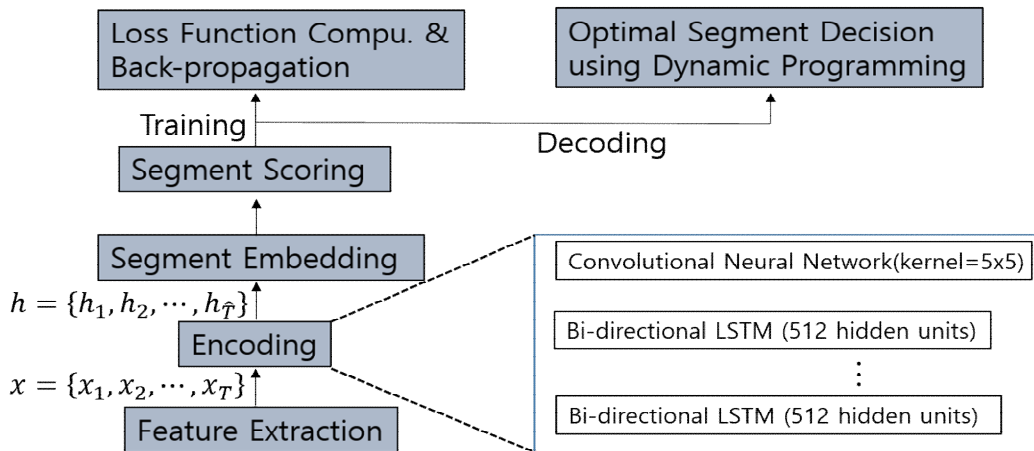 Loss Function Compu. &
Back-propagation
Optimal Segment Decision
using Dynamic Programming
Training
Decoding
Segment Scoring
Segment Embedding
Convolutional Neural Network(kernel=5x5)
h = {h₁, h₂, ⋯, h_T̂}
Bi-directional LSTM (512 hidden units)
Encoding
⋮
x = {x₁, x₂, ⋯, x_T}
Bi-directional LSTM (512 hidden units)
Feature Extraction